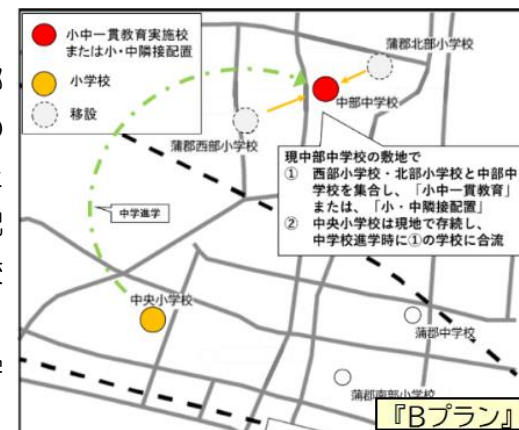 小中一貫教育実施校
または小・中隣接配置
小学校
移設
蒲郡北部小学校
中部中学校
蒲郡西部小学校
現中部中学校の敷地で
① 西部小学校・北部小学校と中部中
学校を集合し、「小中一貫教育」
または、「小・中隣接配置」
② 中央小学校は現地で存続し、
中学校進学時に①の学校に合流
中学進学
中央小学校
蒲郡中学校
蒲郡南部小学校
『Bプラン』